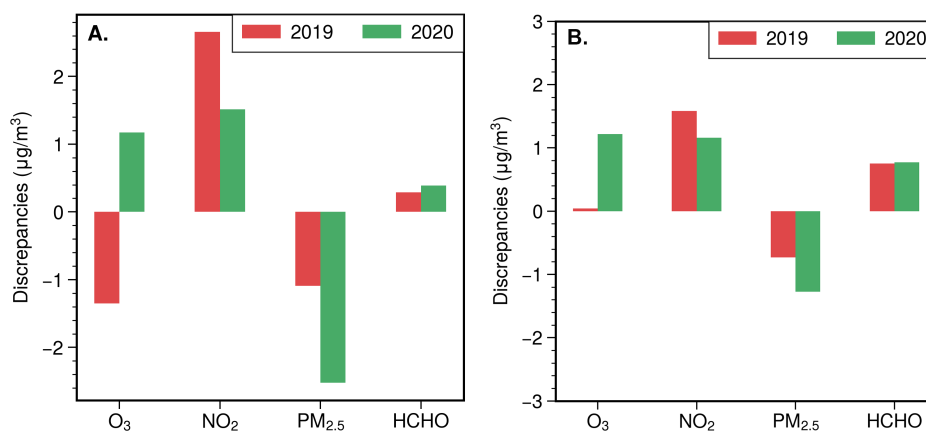 A.
2019 2020
Discrepancies (μg/m³)
2
1
0
−1
−2
O₃ NO₂ PM₂.₅ HCHO
B.
2019 2020
Discrepancies (μg/m³)
3
2
1
0
−1
−2
−3
O₃ NO₂ PM₂.₅ HCHO